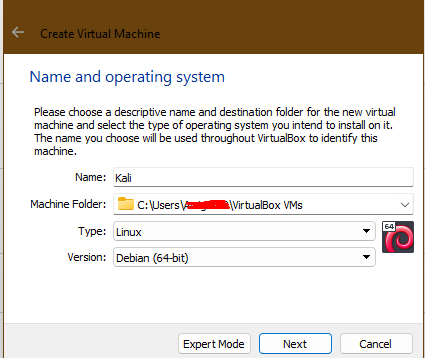 Create Virtual Machine
Name and operating system
Please choose a descriptive name and destination folder for the new virtual
machine and select the type of operating system you intend to install on it.
The name you choose will be used throughout VirtualBox to identify this
machine.
Name: Kali
Machine Folder: C:\Users\ \VirtualBox VMs
Type: Linux
64
Version: Debian (64-bit)
Expert Mode Next Cancel